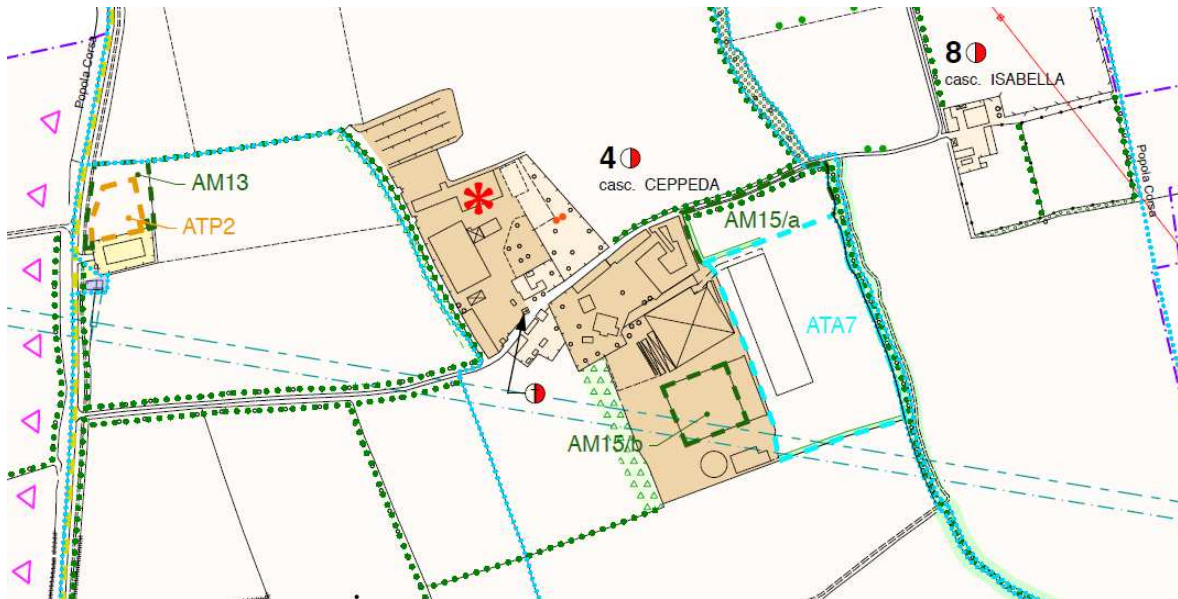 Popola Corsa
8
casc. ISABELLA
4
casc. CEPPEDA
AM13
ATP2
AM15/a
Popola Corsa
ATA7
AM15/b